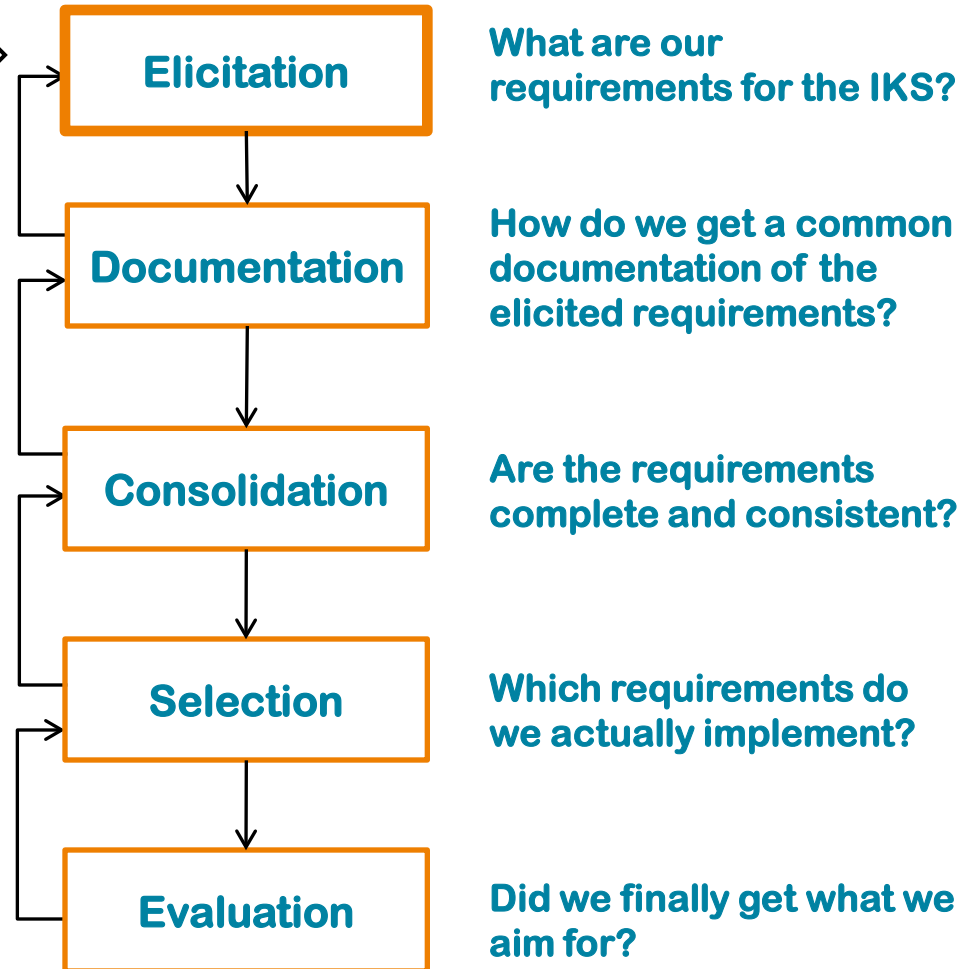 Elicitation
What are our
requirements for the IKS?
Documentation
How do we get a common
documentation of the
elicited requirements?
Consolidation
Are the requirements
complete and consistent?
Selection
Which requirements do
we actually implement?
Evaluation
Did we finally get what we
aim for?